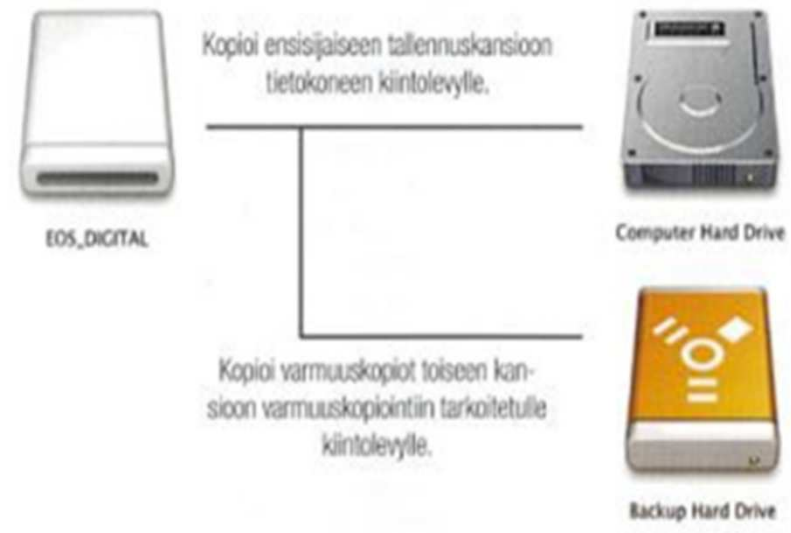 Kopioi ensisijaiseen tallennuskansioon
tietokoneen kiintolevylle.
EOS_DIGITAL
Computer Hard Drive
Kopioi varmuuskopiot toiseen kan-
sioon varmuuskopiointiin tarkoitetulle
kiintolevylle.
Backup Hard Drive